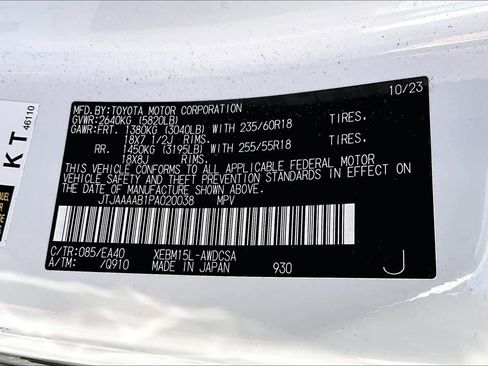 10/23
MFD.BY:TOYOTA MOTOR CORPORATION
GVWR:2640KG (5820LB)
GAWR:FRT. 1380KG (3040LB) WITH 235/60R18 TIRES.
18X7 1/2J RIMS.
RR. 1450KG (3195LB) WITH 255/55R18 TIRES.
18X8J RIMS.
THIS VEHICLE CONFORMS TO ALL APPLICABLE FEDERAL MOTOR
VEHICLE SAFETY AND THEFT PREVENTION STANDARDS IN EFFECT ON
THE DATE OF MANUFACTURE SHOWN ABOVE.
JTJAAAAB1PA020038 MPV
C/TR:085/EA40 XEBM15L-AWDCSA
A/TM: /Q910 MADE IN JAPAN 930
J
KT
46110